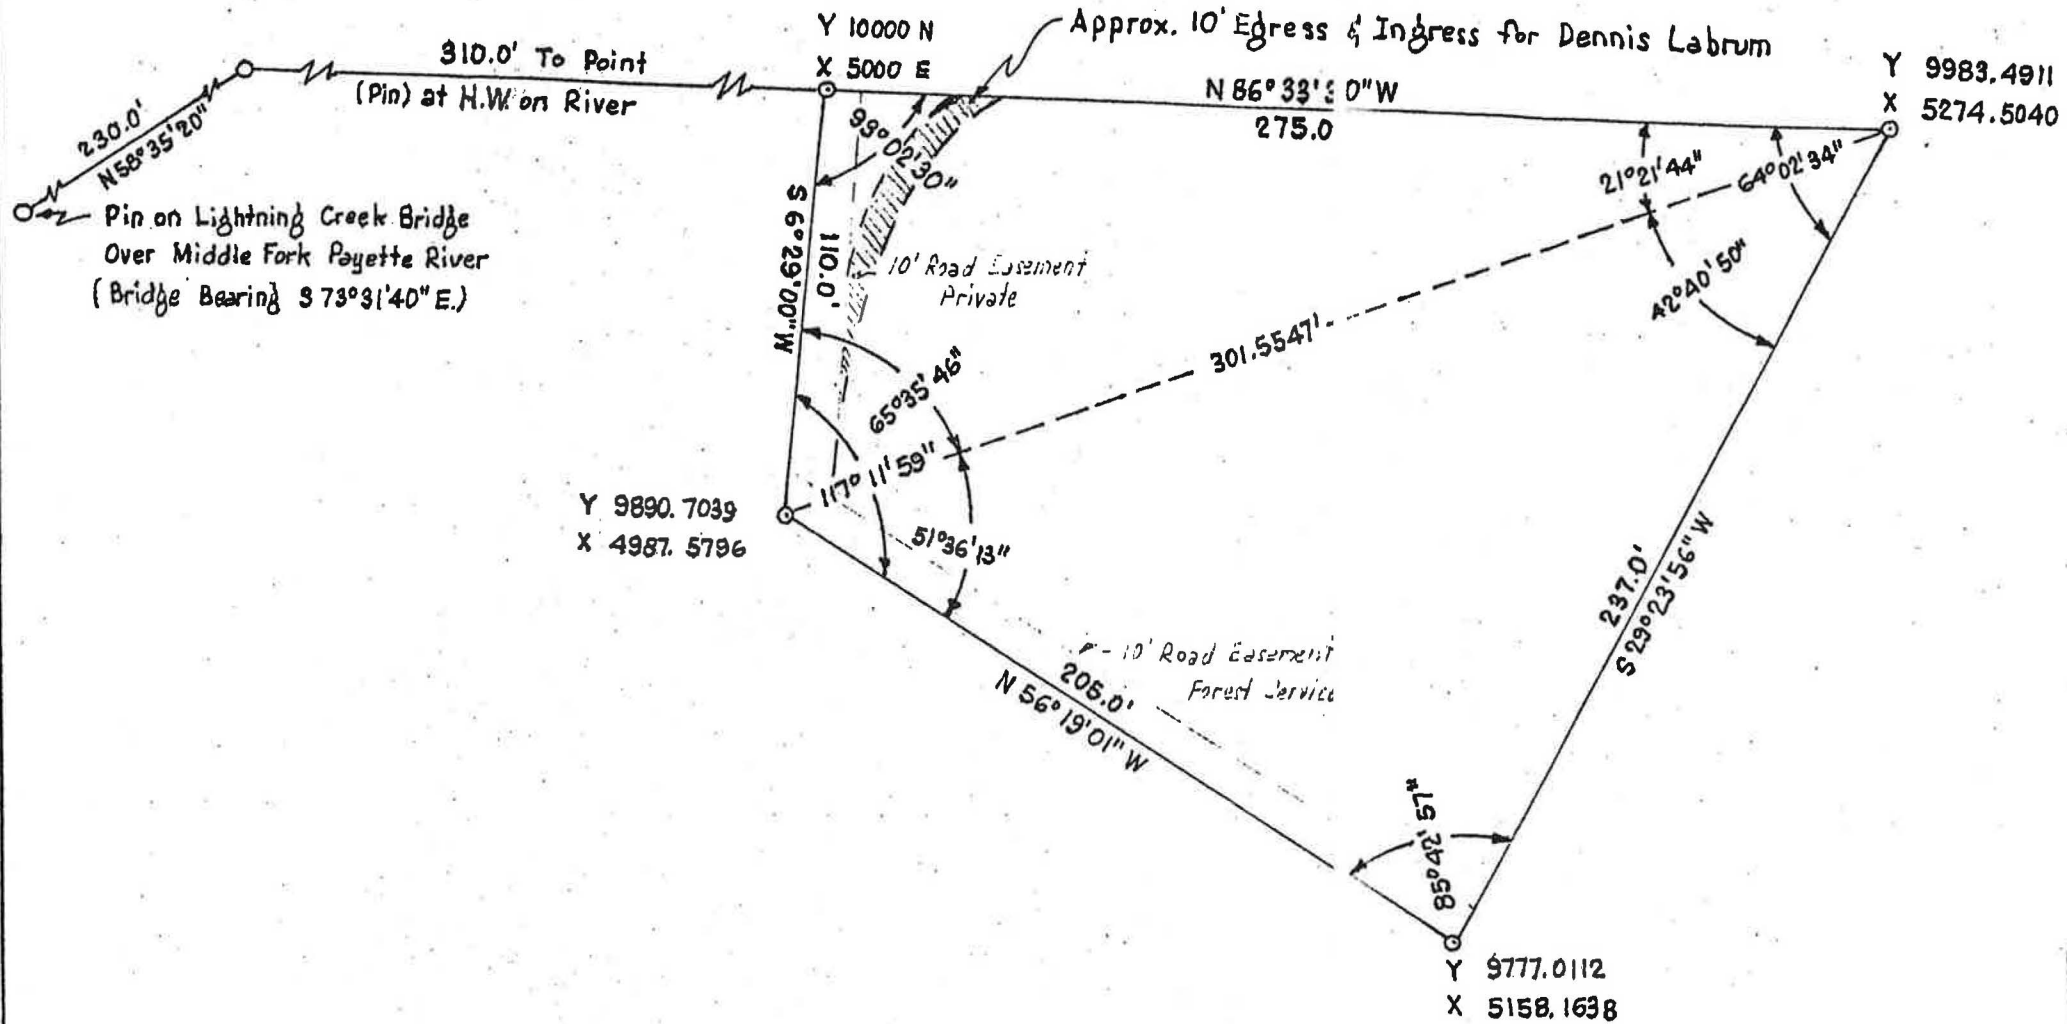 Y 10000 N
X 5000 E
Approx. 10' Egress & Ingress for Dennis Labrum
310.0' To Point
(Pin) at H.W. on River
N 86° 33' 30" W
275.0
Y 9983.4911
X 5274.5040
230.0'
N 58° 35' 20"
Pin on Lightning Creek Bridge
Over Middle Fork Payette River
(Bridge Bearing S 73° 31' 40" E.)
93° 02' 30"
21° 21' 44"
64° 02' 34"
S 6° 29' 00" W
110.0'
10' Road Easement
Private
42° 40' 50"
301.5547'
65° 35' 46"
117° 11' 59"
Y 9890.7039
X 4987.5796
51° 36' 13"
237.0'
S 29° 23' 56" W
10' Road Easement
Forest Service
205.0'
N 56° 19' 01" W
85° 42' 57"
Y 9777.0112
X 5158.1638